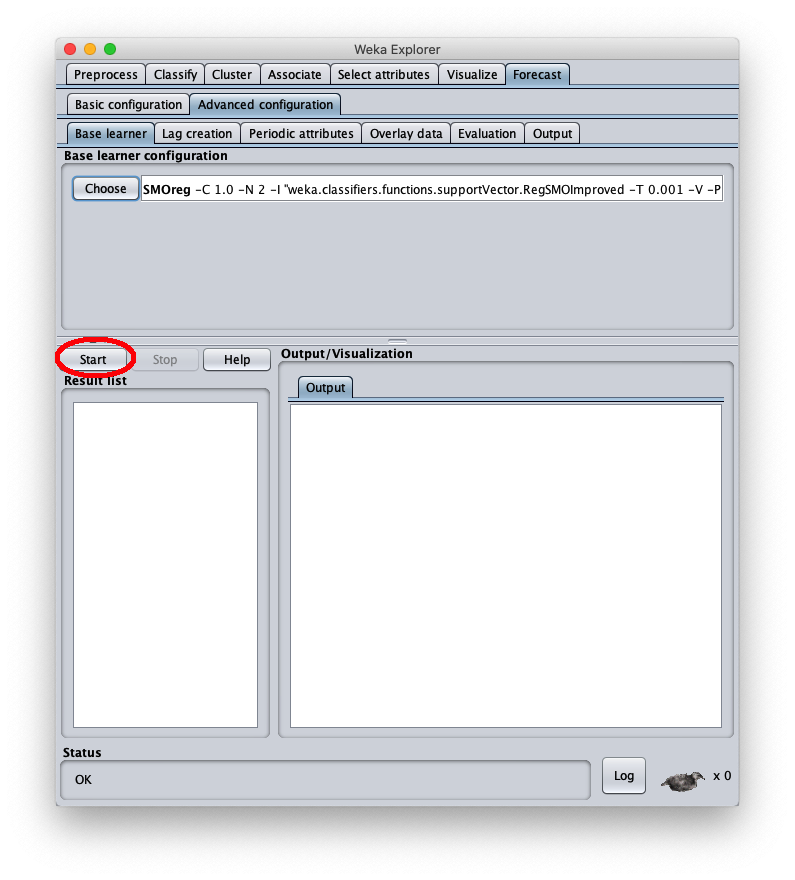 Weka Explorer
Preprocess Classify Cluster Associate Select attributes Visualize Forecast
Basic configuration Advanced configuration
Base learner Lag creation Periodic attributes Overlay data Evaluation Output
Base learner configuration
Choose SMOreg -C 1.0 -N 2 -I "weka.classifiers.functions.supportVector.RegSMOImproved -T 0.001 -V -P
Start Stop Help Output/Visualization
Result list
Output
Status
OK
Log x 0